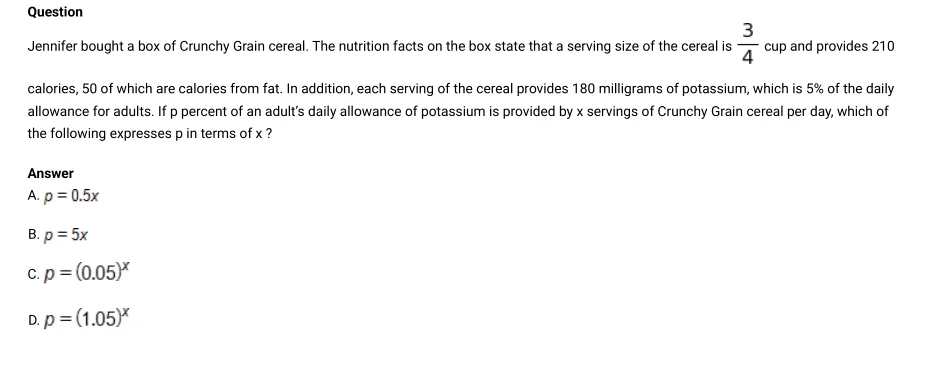 Question
Jennifer bought a box of Crunchy Grain cereal. The nutrition facts on the box state that a serving size of the cereal is 3/4 cup and provides 210
calories, 50 of which are calories from fat. In addition, each serving of the cereal provides 180 milligrams of potassium, which is 5% of the daily
allowance for adults. If p percent of an adult's daily allowance of potassium is provided by x servings of Crunchy Grain cereal per day, which of
the following expresses p in terms of x ?
Answer
A. p = 0.5x
B. p = 5x
C. p = (0.05)^x
D. p = (1.05)^x